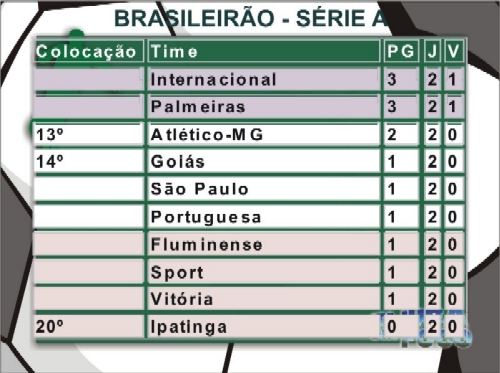 BRASILEIRÃO - SÉRIE A
Colocação Time PG J V
Internacional 3 2 1
Palmeiras 3 2 1
13º Atlético-MG 2 2 0
14º Goiás 1 2 0
São Paulo 1 2 0
Portuguesa 1 2 0
Fluminense 1 2 0
Sport 1 2 0
Vitória 1 2 0
20º Ipatinga 0 2 0